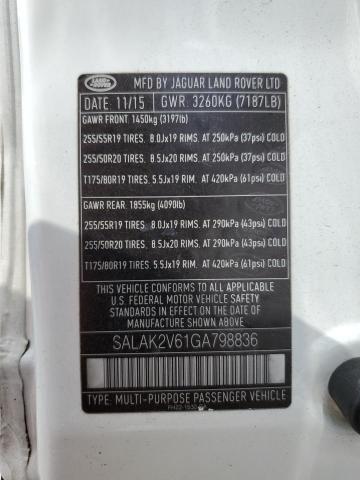 LAND ROVER
MFD BY JAGUAR LAND ROVER LTD
DATE: 11/15 GWR. 3260KG (7187LB)
GAWR FRONT. 1450kg (3197lb)
255/55R19 TIRES. 8.0Jx19 RIMS. AT 250kPa (37psi) COLD
255/50R20 TIRES. 8.5Jx20 RIMS. AT 250kPa (37psi) COLD
T175/80R19 TIRES. 5.5Jx19 RIM. AT 420kPa (61psi) COLD
GAWR REAR. 1855kg (4090lb)
255/55R19 TIRES. 8.0Jx19 RIMS. AT 290kPa (43psi) COLD
255/50R20 TIRES. 8.5Jx20 RIMS. AT 290kPa (43psi) COLD
T175/80R19 TIRES. 5.5Jx19 RIM. AT 420kPa (61psi) COLD
THIS VEHICLE CONFORMS TO ALL APPLICABLE
U.S. FEDERAL MOTOR VEHICLE SAFETY
STANDARDS IN EFFECT ON THE DATE OF
MANUFACTURE SHOWN ABOVE
SALAK2V61GA798836
TYPE: MULTI-PURPOSE PASSENGER VEHICLE